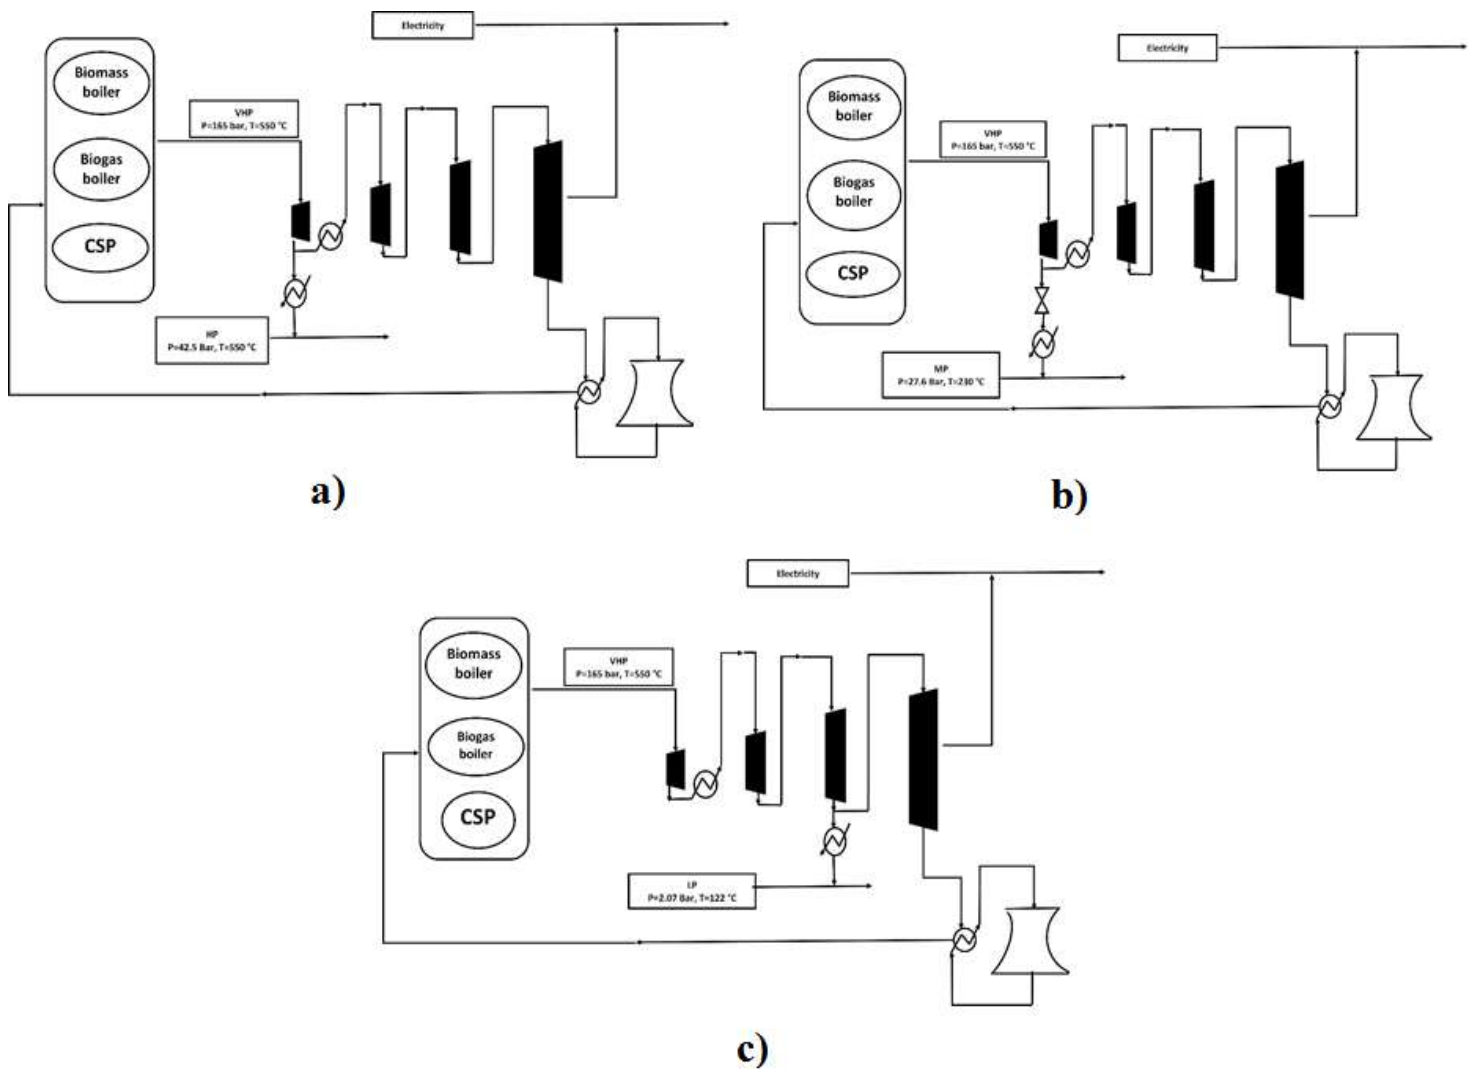 Electricity
Biomass
boiler
VHP
P=165 bar, T=550 °C
Biogas
boiler
CSP
HP
P=42.5 Bar, T=550 °C
a)
Electricity
Biomass
boiler
VHP
P=165 bar, T=550 °C
Biogas
boiler
CSP
MP
P=27.6 Bar, T=230 °C
b)
Electricity
Biomass
boiler
VHP
P=165 bar, T=550 °C
Biogas
boiler
CSP
LP
P=2.07 Bar, T=122 °C
c)